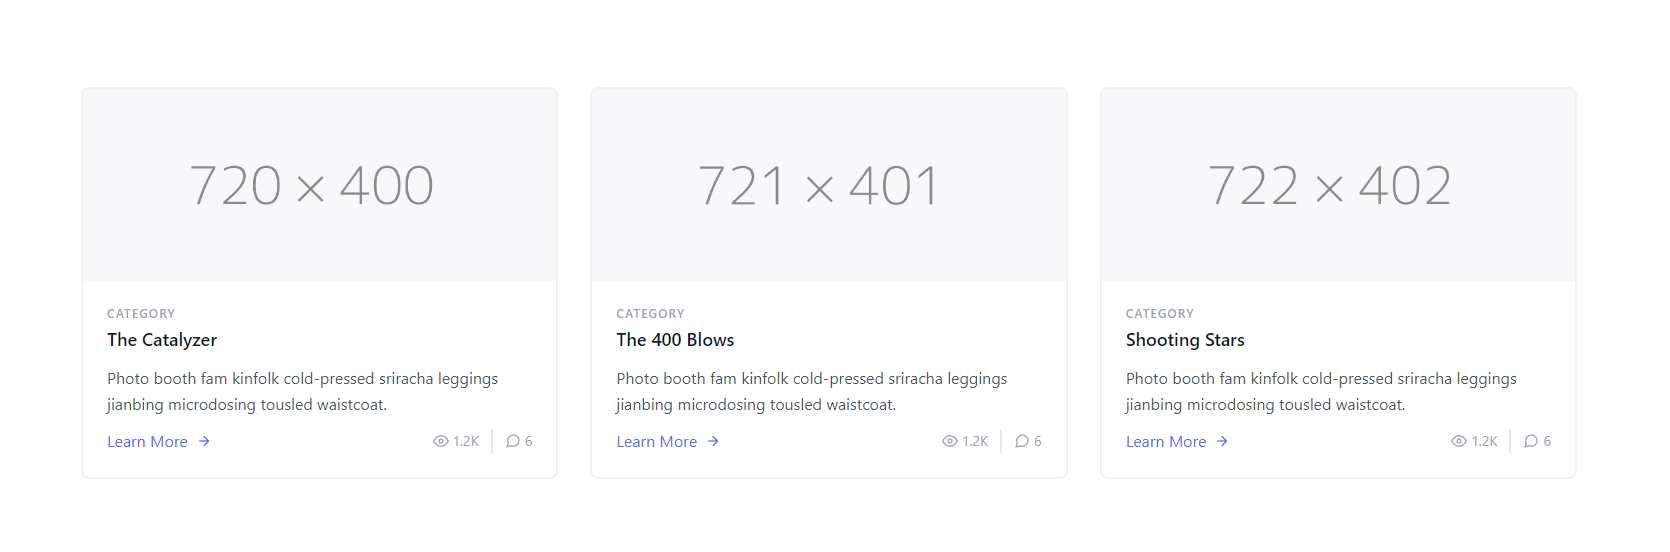 720 × 400
CATEGORY
The Catalyzer
Photo booth fam kinfolk cold-pressed sriracha leggings
jianbing microdosing tousled waistcoat.
Learn More → 1.2K 6
721 × 401
CATEGORY
The 400 Blows
Photo booth fam kinfolk cold-pressed sriracha leggings
jianbing microdosing tousled waistcoat.
Learn More → 1.2K 6
722 × 402
CATEGORY
Shooting Stars
Photo booth fam kinfolk cold-pressed sriracha leggings
jianbing microdosing tousled waistcoat.
Learn More → 1.2K 6